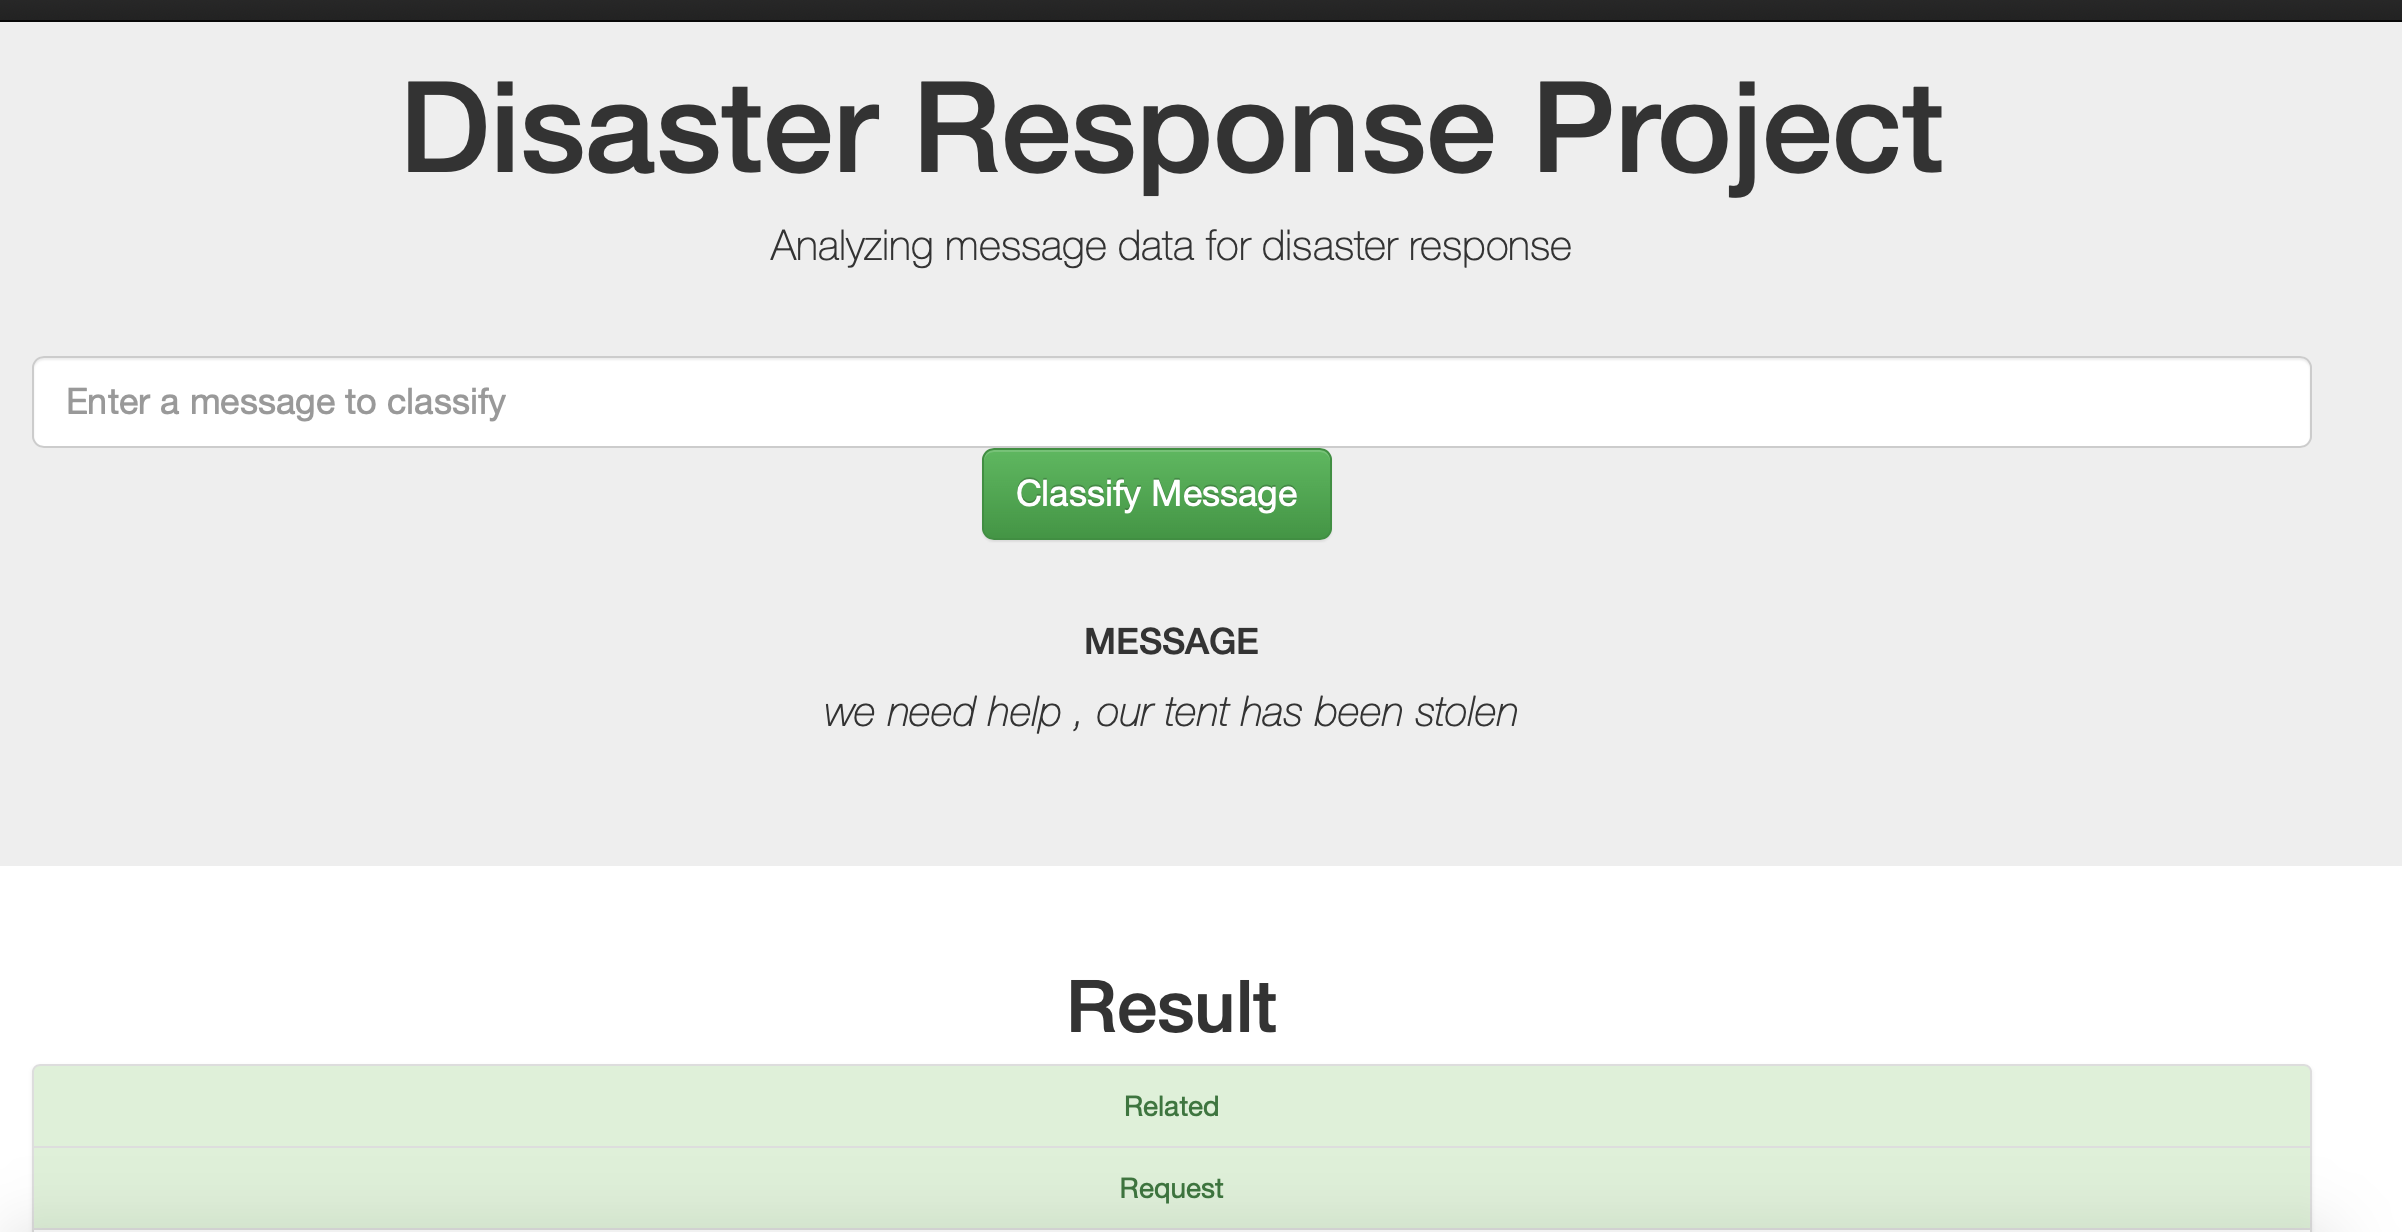 Disaster Response Project
Analyzing message data for disaster response
Enter a message to classify
Classify Message
MESSAGE
we need help , our tent has been stolen
Result
Related
Request